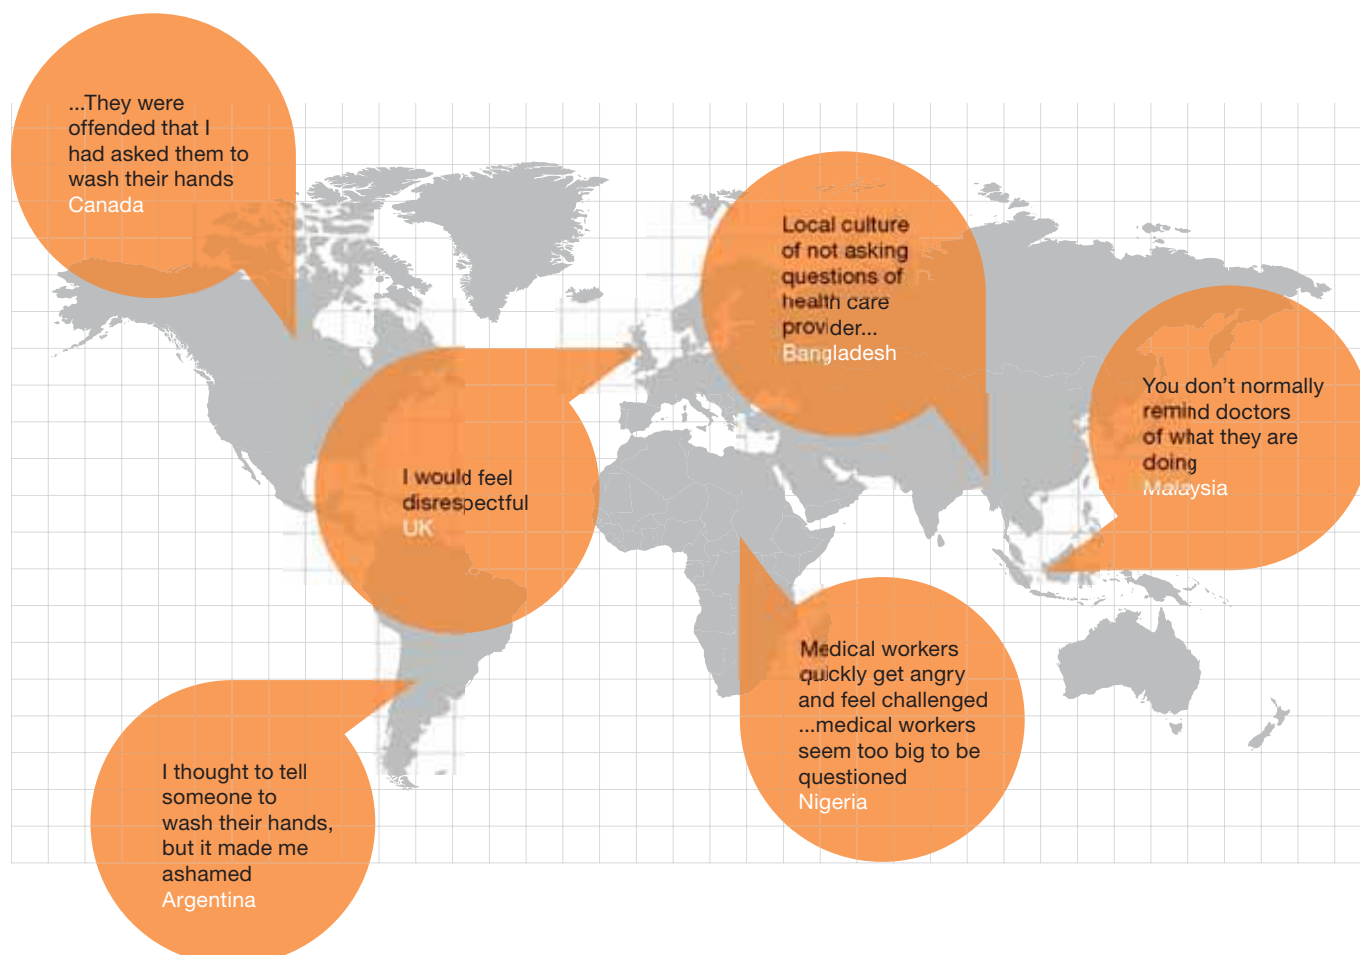 ...They were
offended that I
had asked them to
wash their hands
Canada
Local culture
of not asking
questions of
health care
provider...
Bangladesh
You don't normally
remind doctors
of what they are
doing
Malaysia
I would feel
disrespectful
UK
Medical workers
quickly get angry
and feel challenged
...medical workers
seem too big to be
questioned
Nigeria
I thought to tell
someone to
wash their hands,
but it made me
ashamed
Argentina